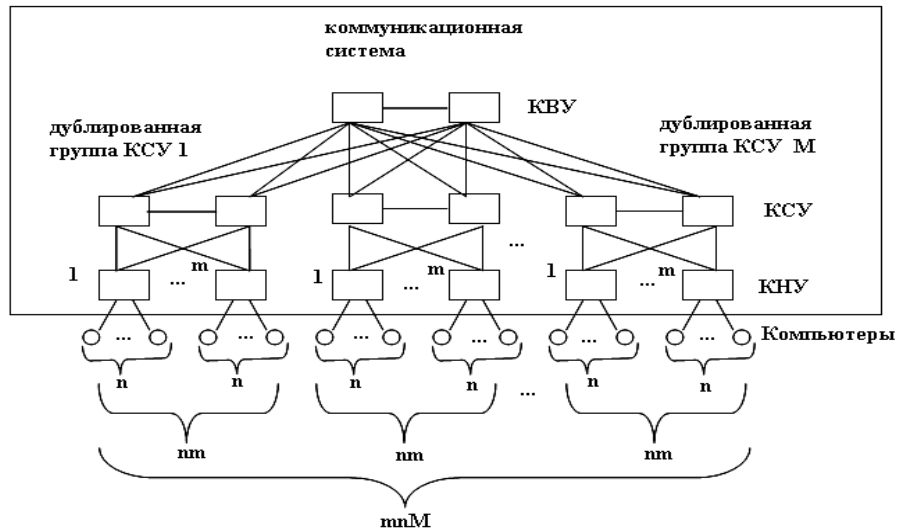 коммуникационная
система
КВУ
дублированная
группа КСУ 1
дублированная
группа КСУ М
КСУ
...
1 ... m
1 ... m
1 ... m
КНУ
... ... ... ... ... ...
Компьютеры
n n n n n n
...
nm nm nm
mnM